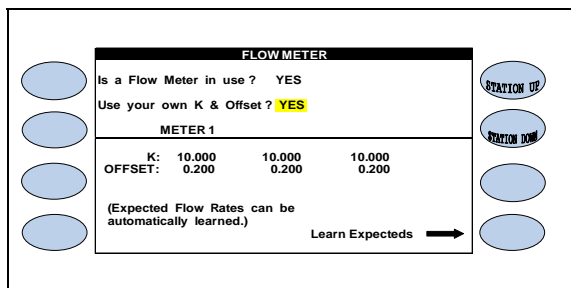 FLOW METER
Is a Flow Meter in use ? YES
STATION UP
Use your own K & Offset ? YES
METER 1
STATION DOWN
K: 10.000 10.000 10.000
OFFSET: 0.200 0.200 0.200
(Expected Flow Rates can be
automatically learned.)
Learn Expecteds